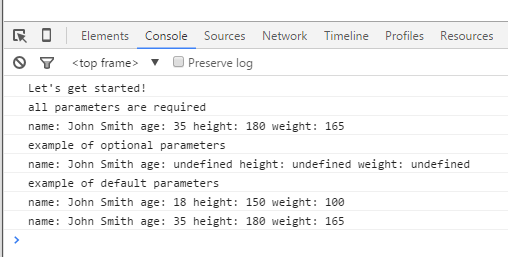 Elements Console Sources Network Timeline Profiles Resources
<top frame> ▼ Preserve log
Let's get started!
all parameters are required
name: John Smith age: 35 height: 180 weight: 165
example of optional parameters
name: John Smith age: undefined height: undefined weight: undefined
example of default parameters
name: John Smith age: 18 height: 150 weight: 100
name: John Smith age: 35 height: 180 weight: 165
>